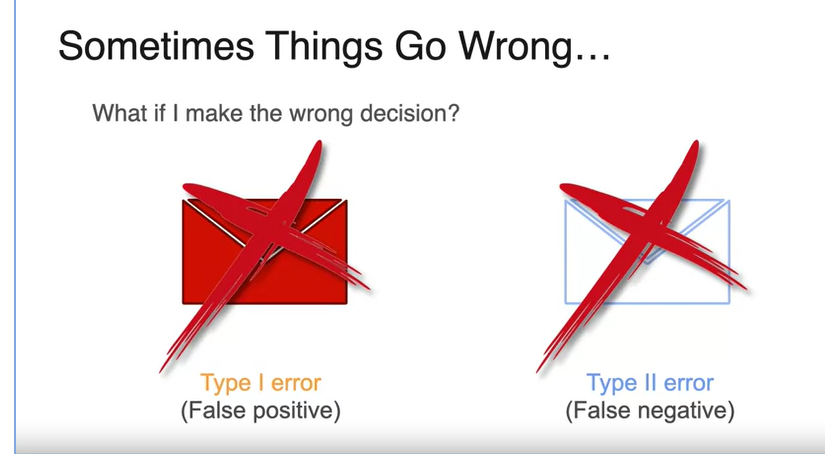 Sometimes Things Go Wrong...
What if I make the wrong decision?
Type I error
(False positive)
Type II error
(False negative)